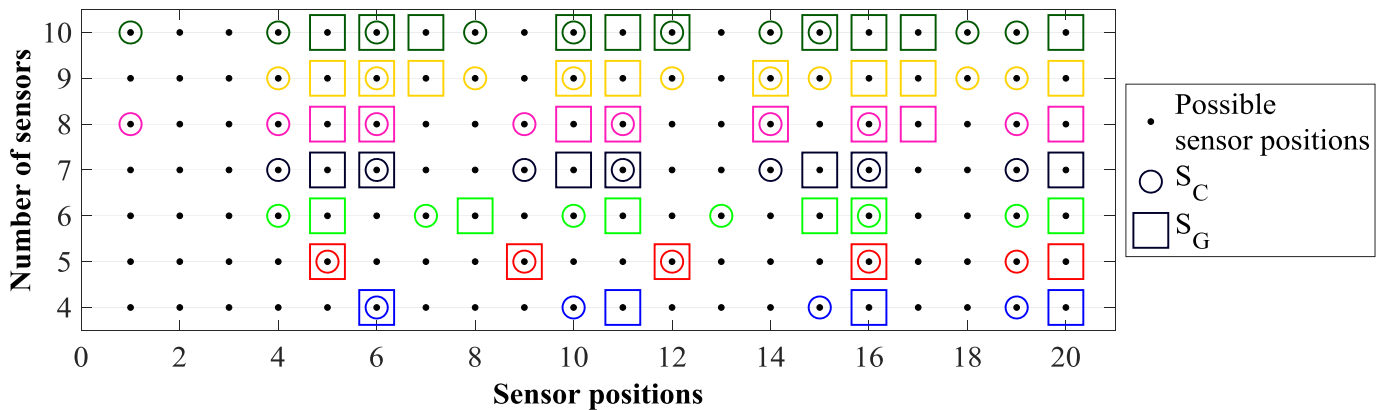 Number of sensors
10
9
8
7
6
5
4
0 2 4 6 8 10 12 14 16 18 20
Sensor positions
Possible
sensor positions
S_C
S_G